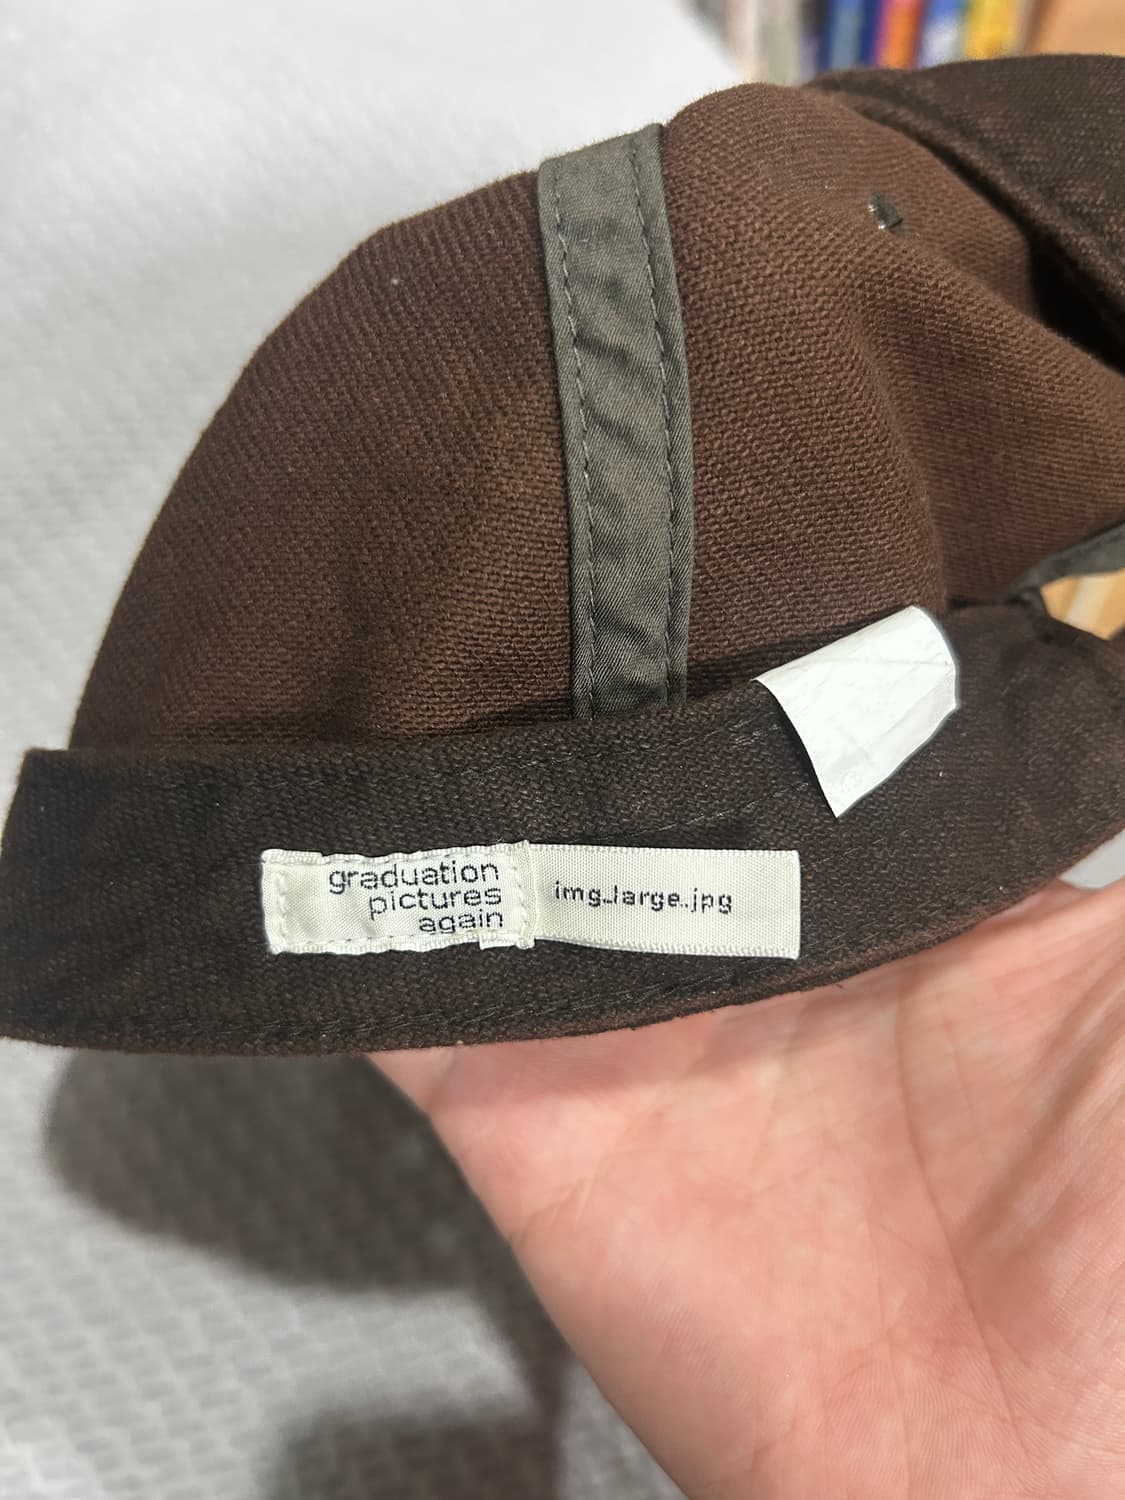 graduation
pictures
again
img_large.jpg